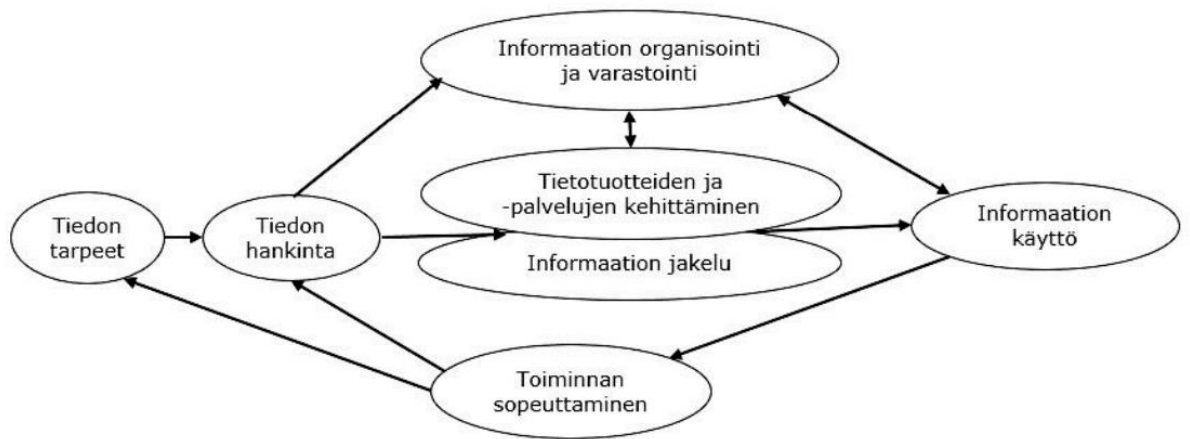 Informaation organisointi
ja varastointi
Tietotuotteiden ja
-palvelujen kehittäminen
Tiedon
tarpeet
Tiedon
hankinta
Informaation
käyttö
Informaation jakelu
Toiminnan
sopeuttaminen